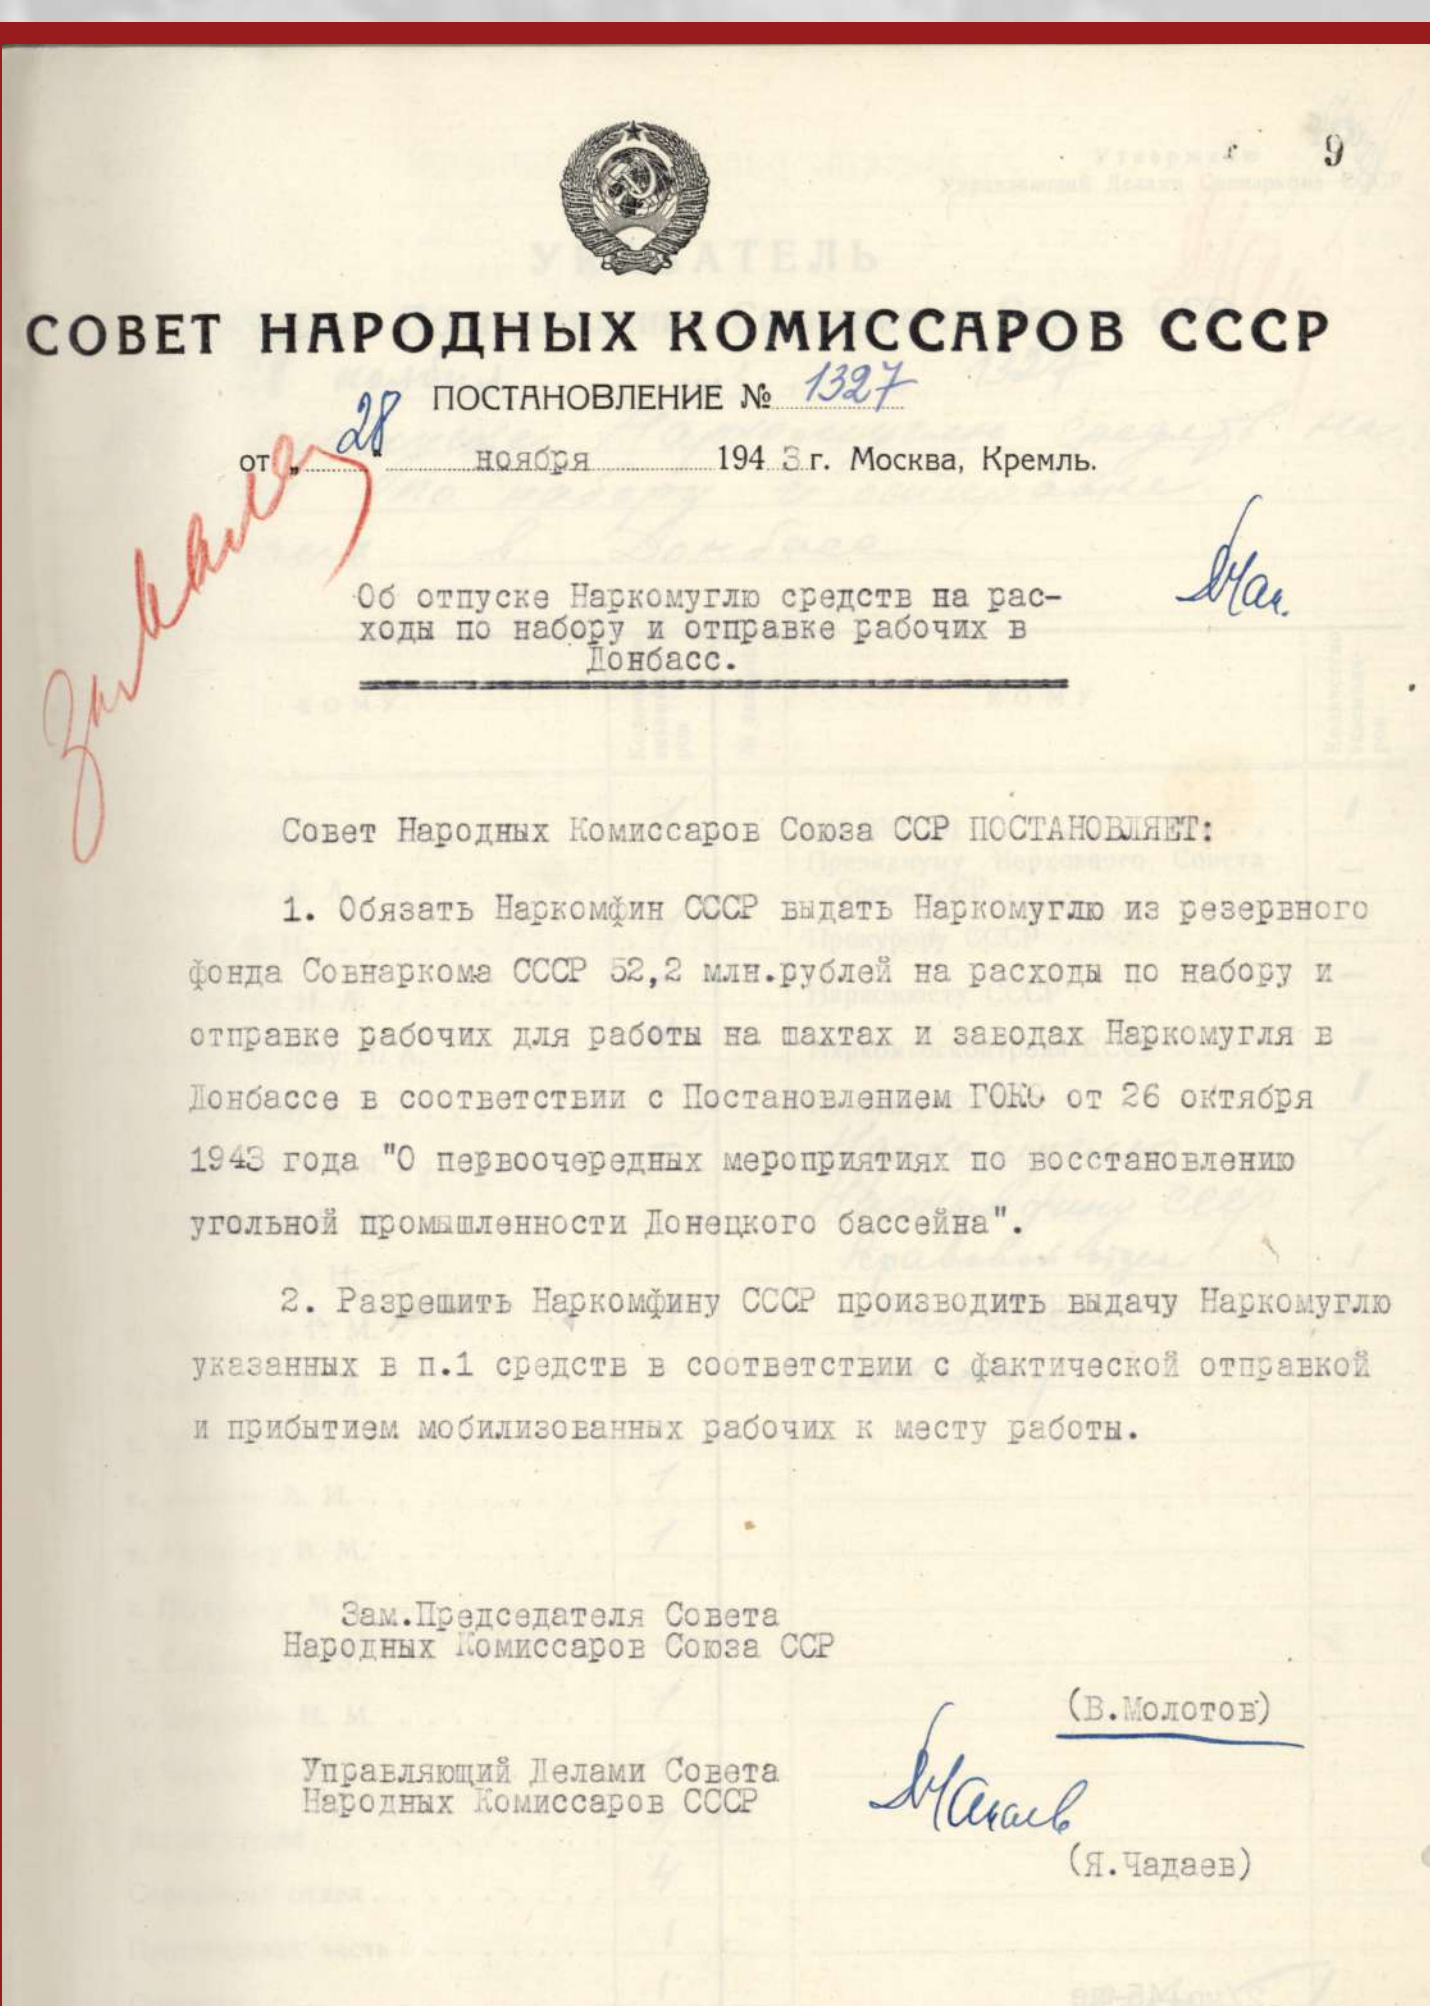 9
СОВЕТ НАРОДНЫХ КОМИССАРОВ СССР
ПОСТАНОВЛЕНИЕ № 1327
от „28“ ноября 1943 г. Москва, Кремль.
Об отпуске Наркомуглю средств на рас-
ходы по набору и отправке рабочих в
Донбасс.
Совет Народных Комиссаров Союза ССР ПОСТАНОВЛЯЕТ:
1. Обязать Наркомфин СССР выдать Наркомуглю из резервного
фонда Совнаркома СССР 52,2 млн.рублей на расходы по набору и
отправке рабочих для работы на шахтах и заводах Наркомугля в
Донбассе в соответствии с Постановлением ГОКО от 26 октября
1943 года "О первоочередных мероприятиях по восстановлению
угольной промышленности Донецкого бассейна".
2. Разрешить Наркомфину СССР производить выдачу Наркомуглю
указанных в п.1 средств в соответствии с фактической отправкой
и прибытием мобилизованных рабочих к месту работы.
Зам.Председателя Совета
Народных Комиссаров Союза ССР
(В.Молотов)
Управляющий Делами Совета
Народных Комиссаров СССР
(Я.Чадаев)